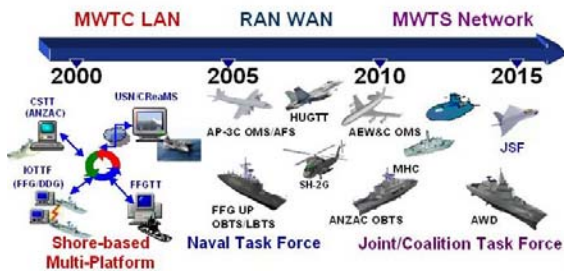 MWTC LAN RAN WAN MWTS Network
2000 2005 2010 2015
CSTT
(ANZAC)
USN/CReaMS
IOTTF
(FFG/DDG)
FFGTT
Shore-based
Multi-Platform
AP-3C OMS/AFS
HUGTT
SH-2G
FFG UP
OBTS/LBTS
Naval Task Force
AEW&C OMS
MHC
ANZAC OBTS
JSF
AWD
Joint/Coalition Task Force